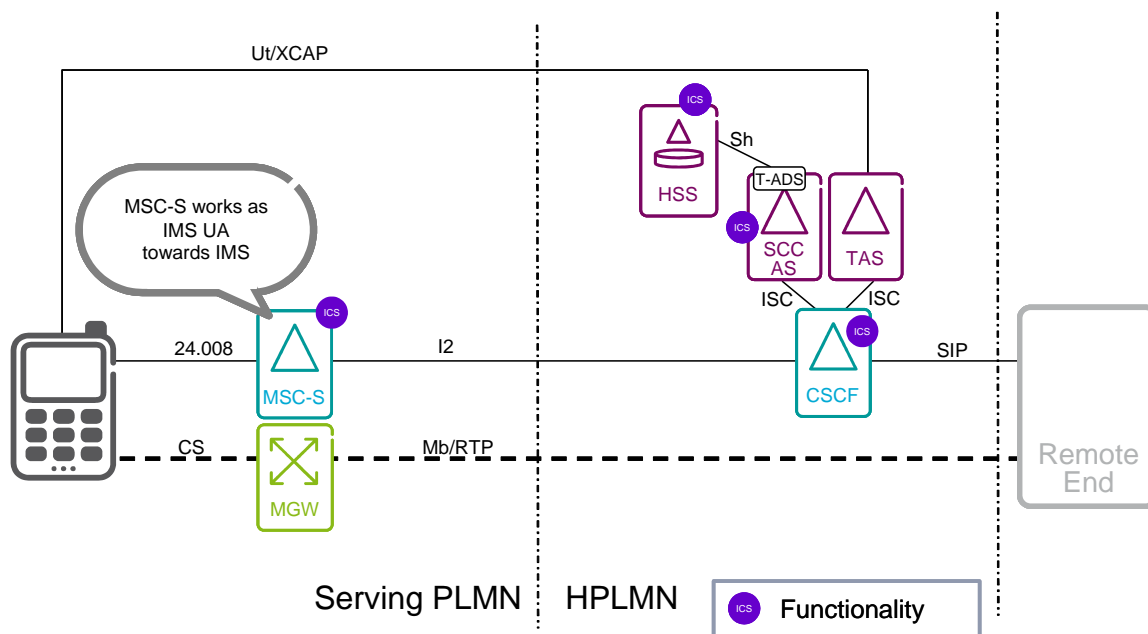 Ut/XCAP
ICS
Sh
HSS
T-ADS
ICS
SCC
AS
TAS
MSC-S works as
IMS UA
towards IMS
ISC
ISC
ICS
ICS
24.008
I2
SIP
MSC-S
CSCF
CS
Mb/RTP
MGW
Remote
End
Serving PLMN
HPLMN
ICS
Functionality